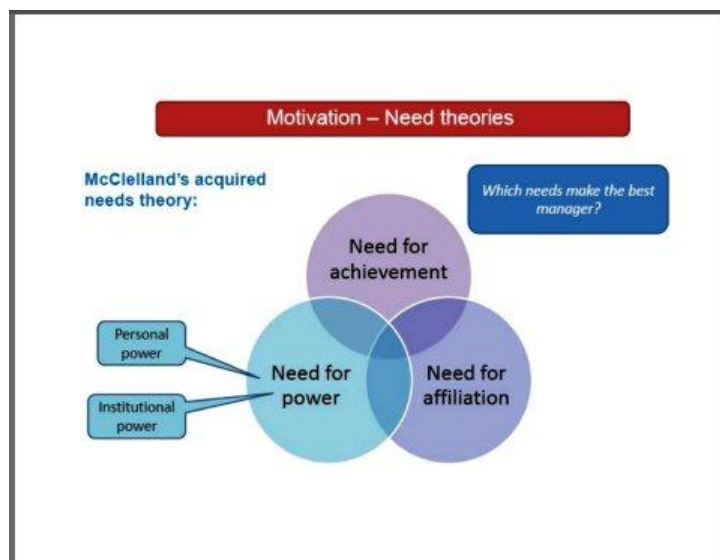 Motivation – Need theories
McClelland's acquired
needs theory:
Which needs make the best
manager?
Need for
achievement
Personal
power
Need for
power
Need for
affiliation
Institutional
power